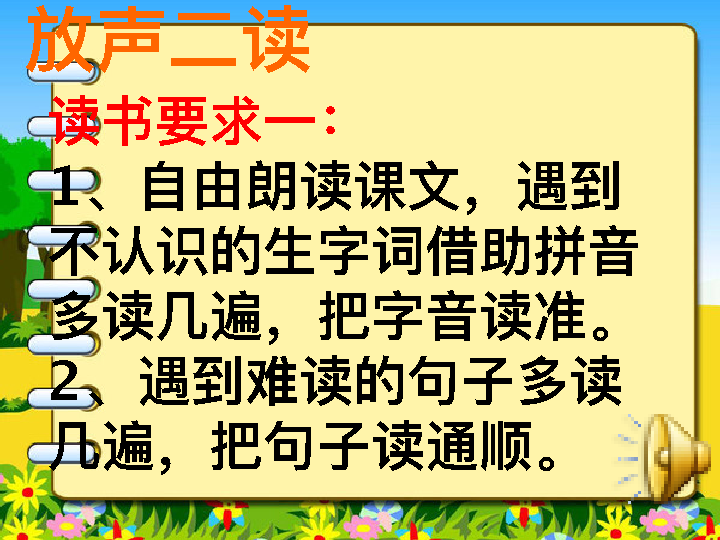 放声二读
读书要求一：
1、自由朗读课文，遇到
不认识的生字词借助拼音
多读几遍，把字音读准。
2、遇到难读的句子多读
几遍，把句子读通顺。